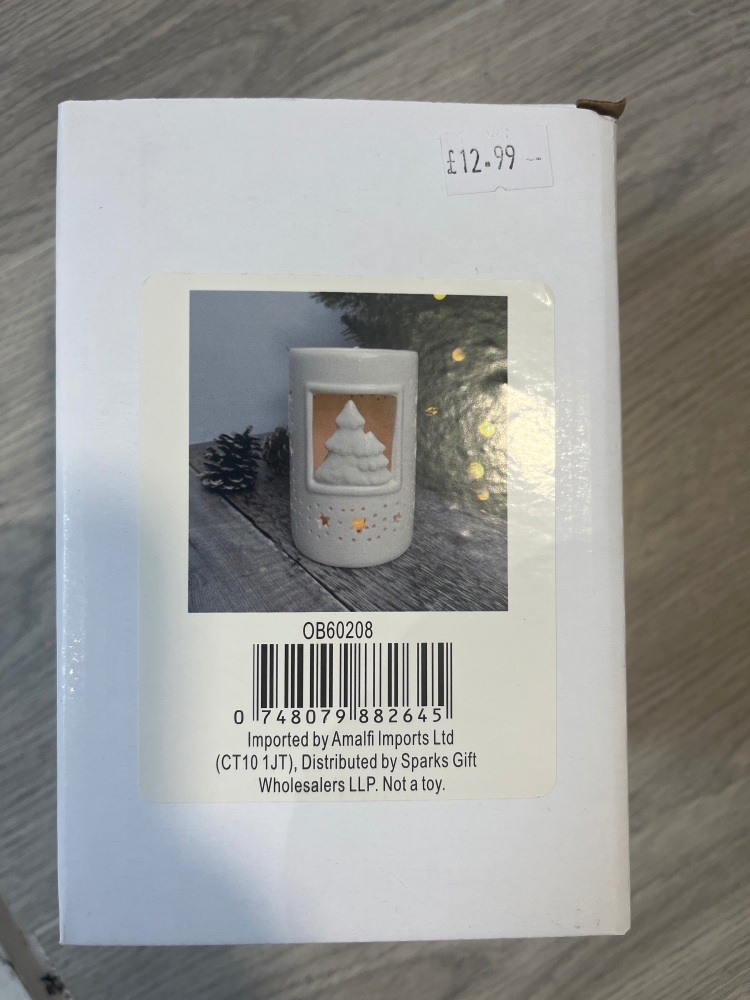 £12.99
OB60208
0 748079 882645
Imported by Amalfi Imports Ltd
(CT10 1JT), Distributed by Sparks Gift
Wholesalers LLP. Not a toy.